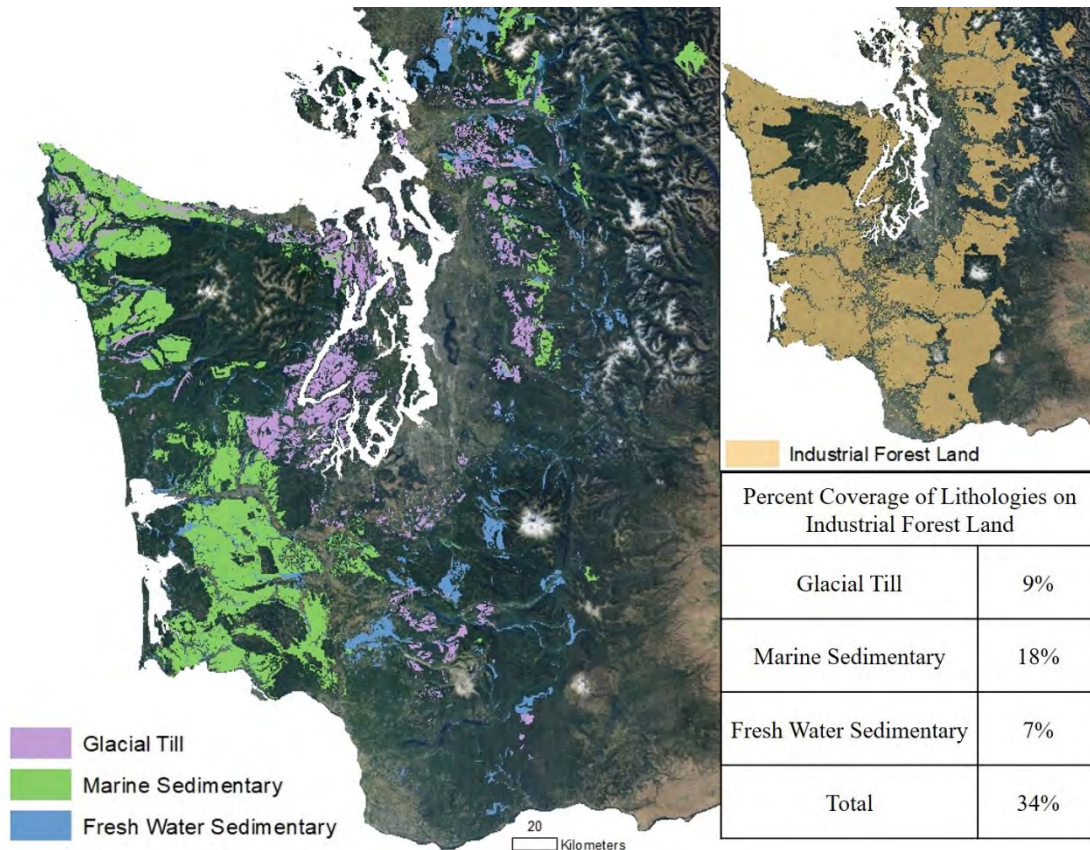 Glacial Till
Marine Sedimentary
Fresh Water Sedimentary
20
Kilometers
Industrial Forest Land
Percent Coverage of Lithologies on
Industrial Forest Land
Glacial Till 9%
Marine Sedimentary 18%
Fresh Water Sedimentary 7%
Total 34%